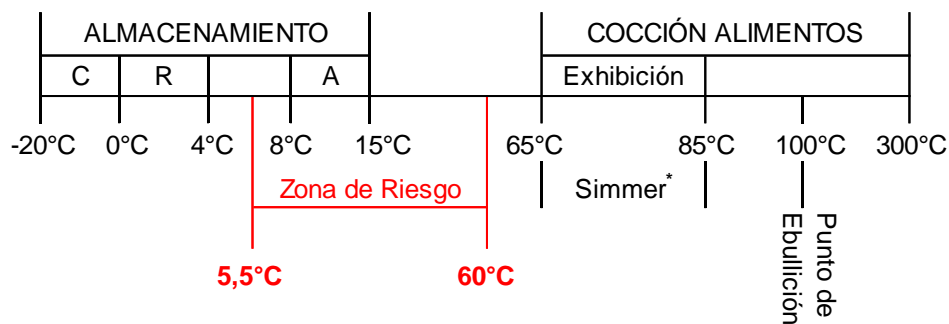 ALMACENAMIENTO COCCIÓN ALIMENTOS
C R A Exhibición
-20°C 0°C 4°C 8°C 15°C 65°C 85°C 100°C 300°C
Zona de Riesgo Simmer*
5,5°C 60°C
Punto de
Ebullición